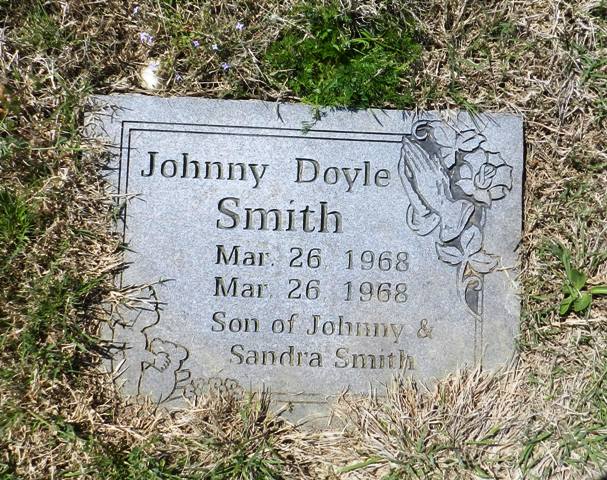 Johnny Doyle
Smith
Mar. 26, 1968
Mar. 26, 1968
Son of Johnny &
Sandra Smith